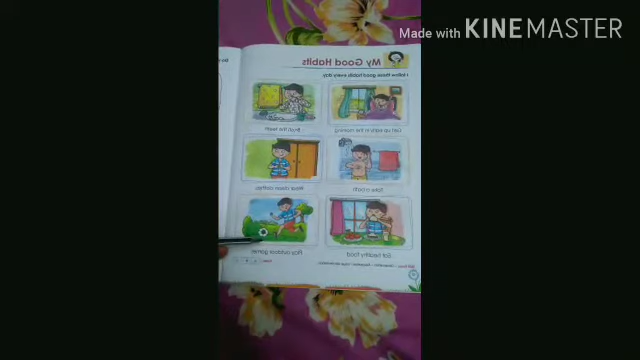 Made with KINEMASTER
My Good Habits
I follow these good habits every day.
Get up early in the morning
Brush the teeth
Take a bath
Wear clean clothes
Eat healthy food
Play outdoor games